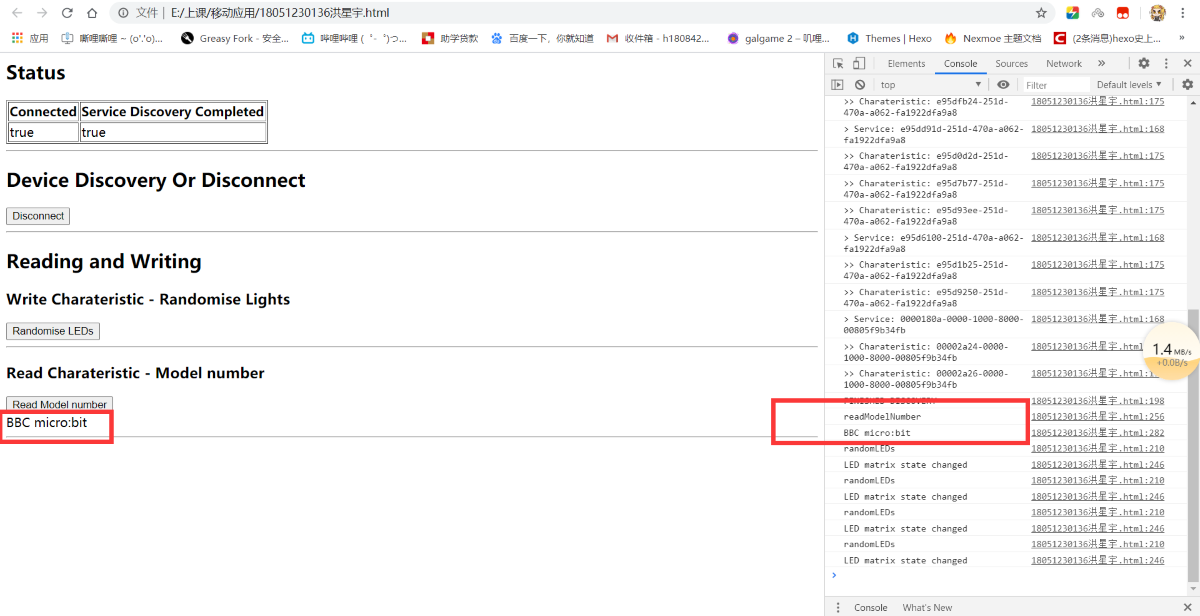 文件 | E:/上课/移动应用/18051230136洪星宇.html
应用 嘶哩嘶哩 ~ (o'.'o)... Greasy Fork - 安全... 哔哩哔哩 ( ゜- ゜)つ... 助学贷款 百度一下，你就知道 收件箱 - h180842... galgame 2 – 叽哩... Themes | Hexo Nexmoe 主题文档 (2条消息)hexo史上... »
Status
Connected Service Discovery Completed
true true
Device Discovery Or Disconnect
Disconnect
Reading and Writing
Write Charateristic - Randomise Lights
Randomise LEDs
Read Charateristic - Model number
Read Model number
BBC micro:bit
Elements Console Sources Network »
top Filter Default levels ▼
>> Charateristic: e95dfb24-251d- 18051230136洪星宇.html:175
470a-a062-fa1922dfa9a8
> Service: e95dd91d-251d-470a-a062- 18051230136洪星宇.html:168
fa1922dfa9a8
>> Charateristic: e95d0d2d-251d- 18051230136洪星宇.html:175
470a-a062-fa1922dfa9a8
>> Charateristic: e95d7b77-251d- 18051230136洪星宇.html:175
470a-a062-fa1922dfa9a8
>> Charateristic: e95d93ee-251d- 18051230136洪星宇.html:175
470a-a062-fa1922dfa9a8
> Service: e95d6100-251d-470a-a062- 18051230136洪星宇.html:168
fa1922dfa9a8
>> Charateristic: e95d1b25-251d- 18051230136洪星宇.html:175
470a-a062-fa1922dfa9a8
>> Charateristic: e95d9250-251d- 18051230136洪星宇.html:175
470a-a062-fa1922dfa9a8
> Service: 0000180a-0000-1000-8000- 18051230136洪星宇.html:168
00805f9b34fb
>> Charateristic: 00002a24-0000- 18051230136洪星宇.html
1000-8000-00805f9b34fb
>> Charateristic: 00002a26-0000- 18051230136洪星宇.html
1000-8000-00805f9b34fb
18051230136洪星宇.html:198
readModelNumber 18051230136洪星宇.html:256
BBC micro:bit 18051230136洪星宇.html:282
randomLEDs 18051230136洪星宇.html:210
LED matrix state changed 18051230136洪星宇.html:246
randomLEDs 18051230136洪星宇.html:210
LED matrix state changed 18051230136洪星宇.html:246
randomLEDs 18051230136洪星宇.html:210
LED matrix state changed 18051230136洪星宇.html:246
randomLEDs 18051230136洪星宇.html:210
LED matrix state changed 18051230136洪星宇.html:246
1.4 MB/s
+0.0B/s
Console What's New